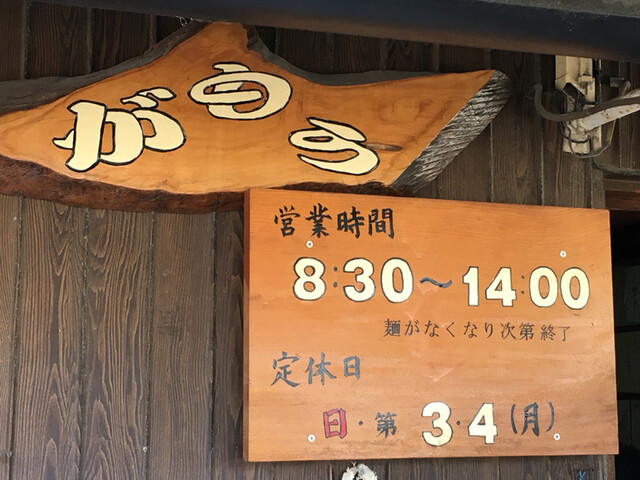 がもう
営業時間
8:30〜14:00
麺がなくなり次第終了
定休日
日・第3・4(月)